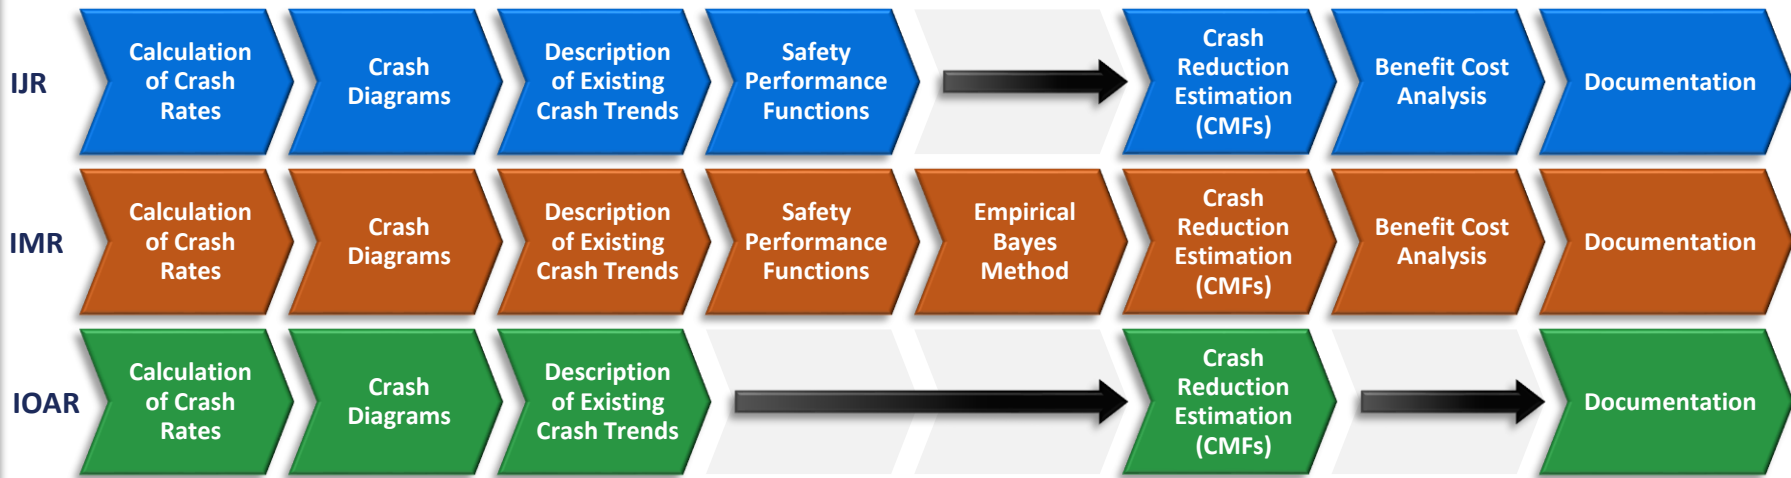 IJR
Calculation
of Crash
Rates
Crash
Diagrams
Description
of Existing
Crash Trends
Safety
Performance
Functions
Crash
Reduction
Estimation
(CMFs)
Benefit Cost
Analysis
Documentation
IMR
Calculation
of Crash
Rates
Crash
Diagrams
Description
of Existing
Crash Trends
Safety
Performance
Functions
Empirical
Bayes
Method
Crash
Reduction
Estimation
(CMFs)
Benefit Cost
Analysis
Documentation
IOAR
Calculation
of Crash
Rates
Crash
Diagrams
Description
of Existing
Crash Trends
Crash
Reduction
Estimation
(CMFs)
Documentation